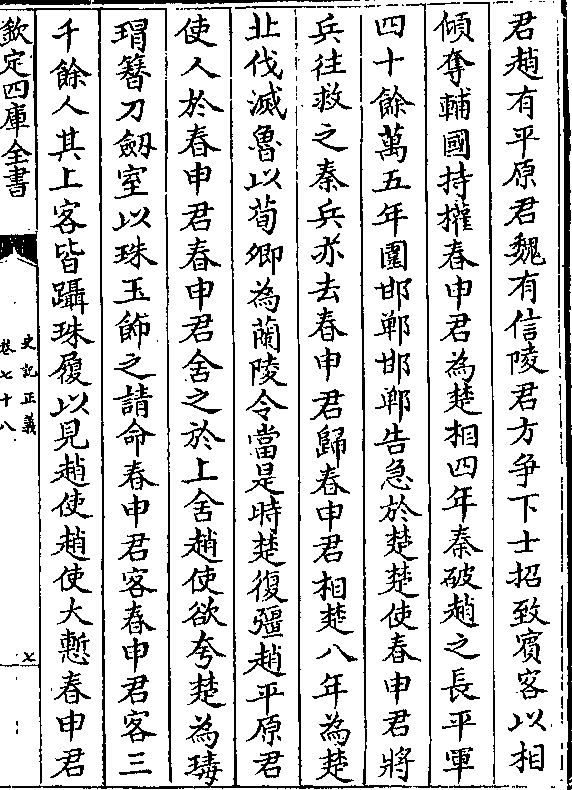 君趙有平原君魏有信陵君方爭下士招致賓客以相
傾奪輔國持權春申君為楚相四年秦破趙之長平軍
四十餘萬五年圍邯鄲邯鄲告急於楚楚使春申君將
兵往救之秦兵亦去春申君歸春申君相楚八年為楚
北伐滅魯以荀卿為蘭陵令當是時楚復彊趙平原君
使人於春申君春申君舍之於上舍趙使欲夸楚為瑇
瑁簪刀劔室以珠玉飾之請命春申君客春申君客三
千餘人其上客皆躡珠履以見趙使趙使大慙春申君
欽定四庫全書
史記正義
卷七十八
七